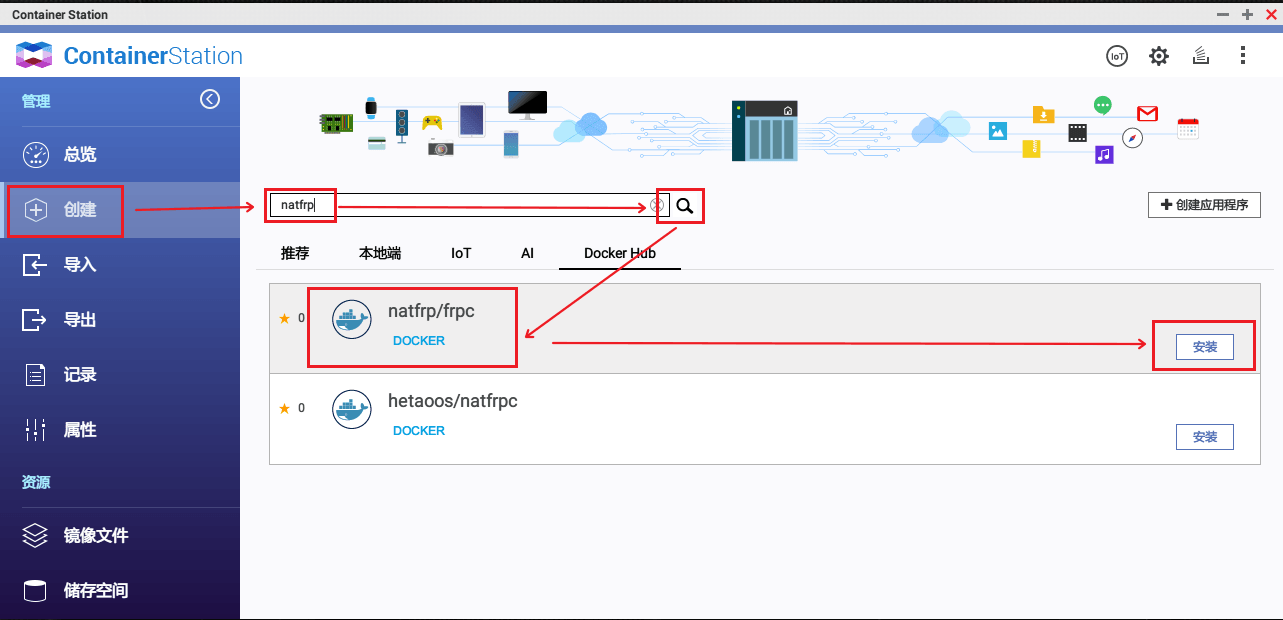 Container Station
ContainerStation
IoT
管理
总览
创建
导入
导出
记录
属性
资源
镜像文件
储存空间
natfrp
创建应用程序
推荐 本地端 IoT AI Docker Hub
0
natfrp/frpc
DOCKER
安装
0
hetaoos/natfrpc
DOCKER
安装